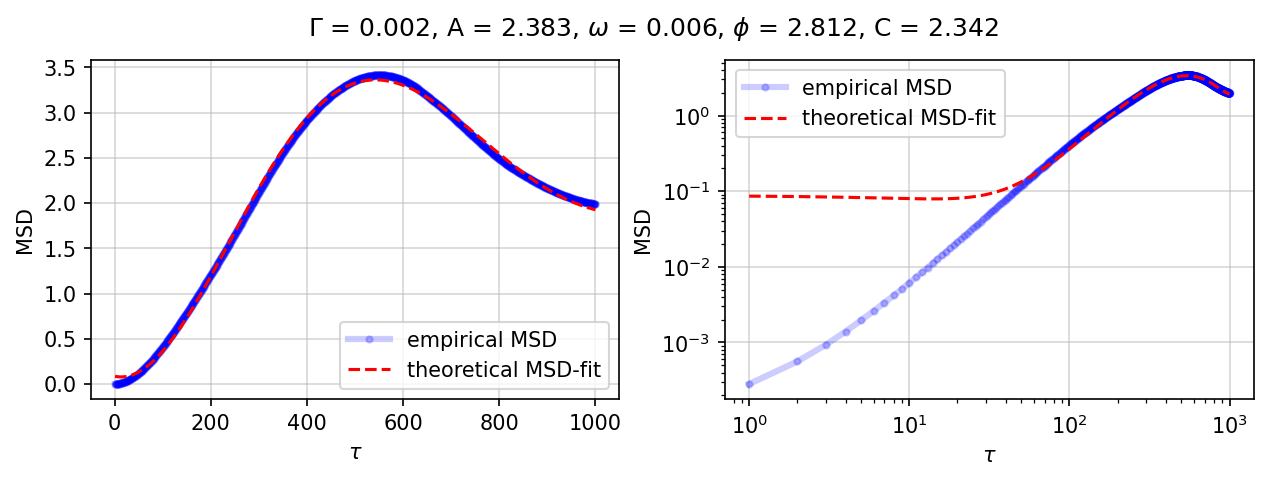 Γ = 0.002, A = 2.383, ω = 0.006, ϕ = 2.812, C = 2.342
MSD
3.5
3.0
2.5
2.0
1.5
1.0
0.5
0.0
empirical MSD
theoretical MSD-fit
0 200 400 600 800 1000
τ
MSD
10⁰
10⁻¹
10⁻²
10⁻³
empirical MSD
theoretical MSD-fit
10⁰ 10¹ 10² 10³
τ